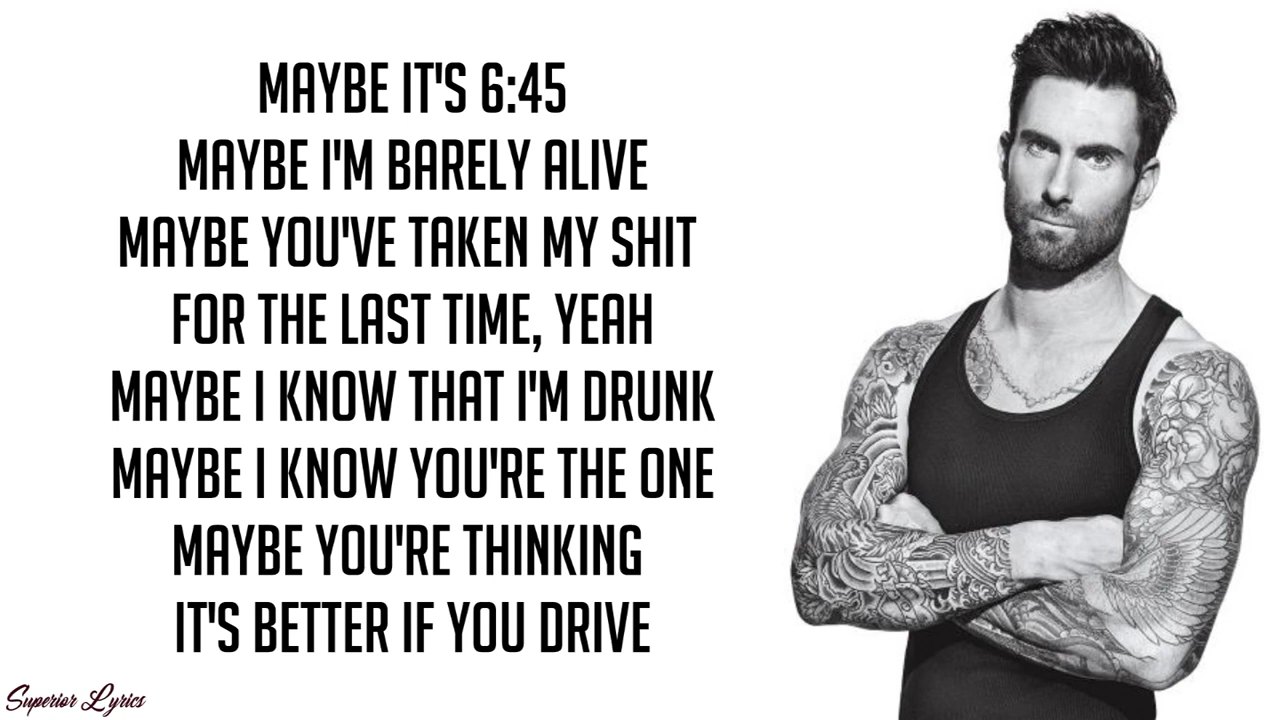 MAYBE IT'S 6:45
MAYBE I'M BARELY ALIVE
MAYBE YOU'VE TAKEN MY SHIT
FOR THE LAST TIME, YEAH
MAYBE I KNOW THAT I'M DRUNK
MAYBE I KNOW YOU'RE THE ONE
MAYBE YOU'RE THINKING
IT'S BETTER IF YOU DRIVE
Superior Lyrics